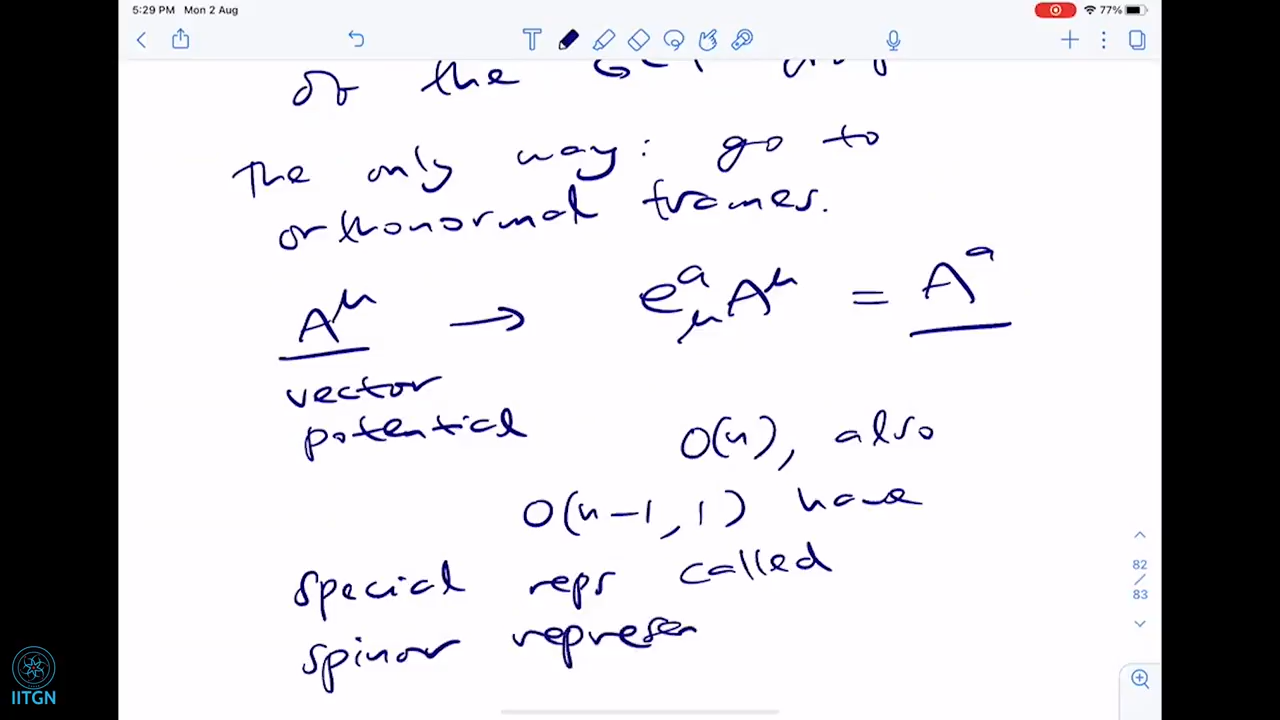 5:29 PM Mon 2 Aug
77%
of the
The only way: go to
orthonormal frames.
A^μ → e^a_μ A^μ = A^a
vector
potential
O(n), also
O(n-1, 1) have
special reps called
spinor represen
82
/
83
IITGN